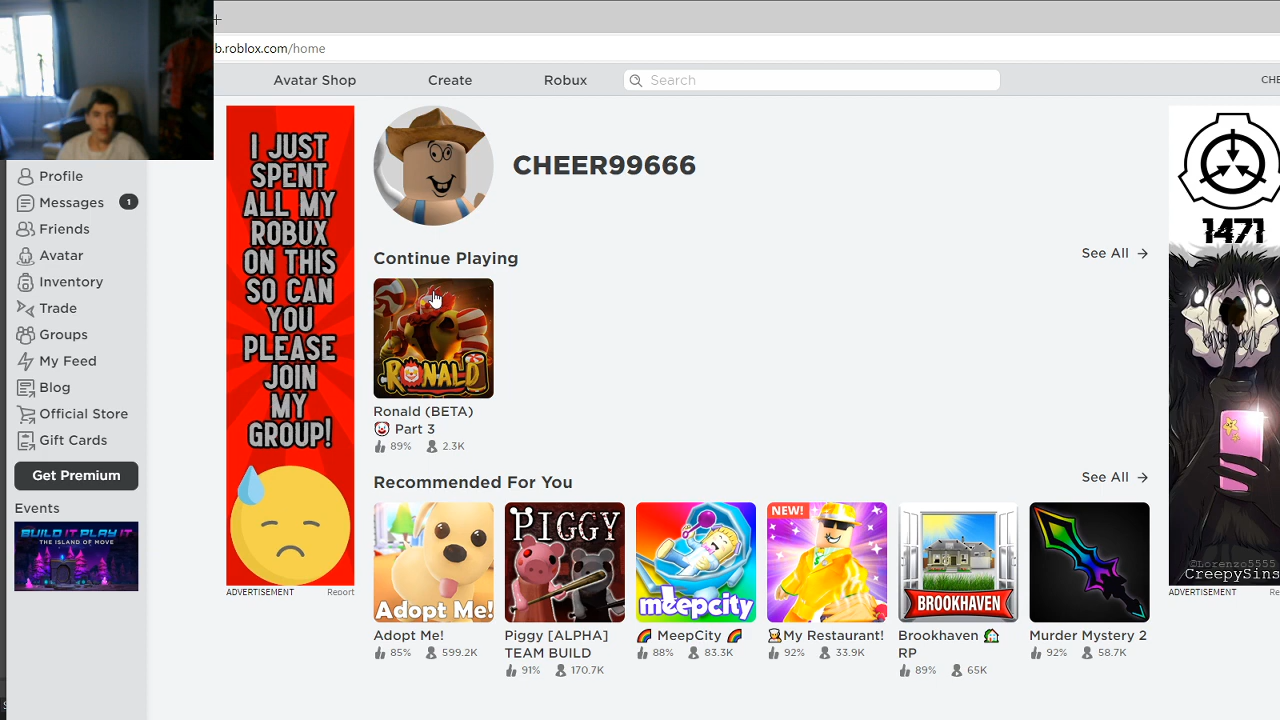 b.roblox.com/home
Avatar Shop
Create
Robux
Search
CHE
Profile
Messages
1
Friends
Avatar
Inventory
Trade
Groups
My Feed
Blog
Official Store
Gift Cards
Get Premium
Events
BUILD IT PLAY IT
THE ISLAND OF MOVE
I JUST
SPENT
ALL MY
ROBUX
ON THIS
SO CAN
YOU
PLEASE
JOIN
MY
GROUP!
ADVERTISEMENT
Report
CHEER99666
Continue Playing
See All
RONALD
Ronald (BETA)
Part 3
89%
2.3K
Recommended For You
See All
Adopt Me!
Adopt Me!
85%
599.2K
PIGGY
Piggy [ALPHA]
TEAM BUILD
91%
170.7K
meepcity
MeepCity
88%
83.3K
NEW!
My Restaurant!
92%
33.9K
BROOKHAVEN
Brookhaven
RP
89%
65K
Murder Mystery 2
92%
58.7K
1471
@Lorenzo5555
CreepySins
ADVERTISEMENT
Re